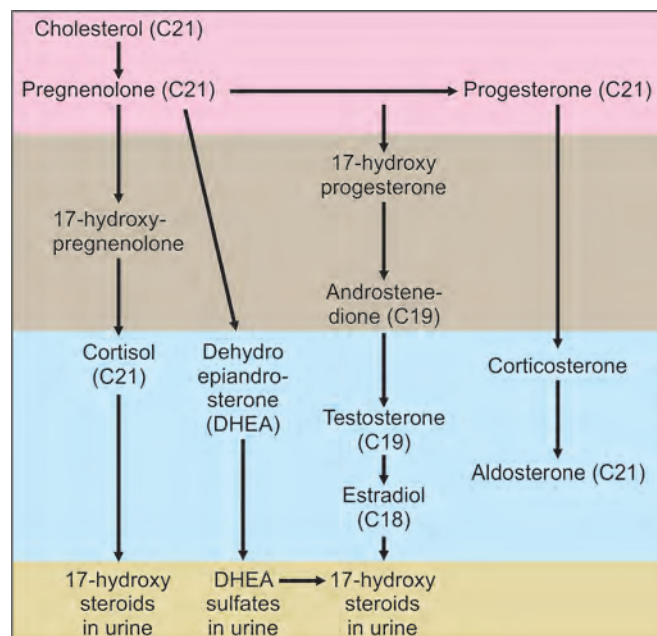 Cholesterol (C21)
Pregnenolone (C21)
Progesterone (C21)
17-hydroxy
progesterone
17-hydroxy-
pregnenolone
Androstene-
dione (C19)
Cortisol
(C21)
Dehydro
epiandro-
sterone
(DHEA)
Corticosterone
Testosterone
(C19)
Aldosterone (C21)
Estradiol
(C18)
17-hydroxy
steroids
in urine
DHEA
sulfates
in urine
17-hydroxy
steroids
in urine